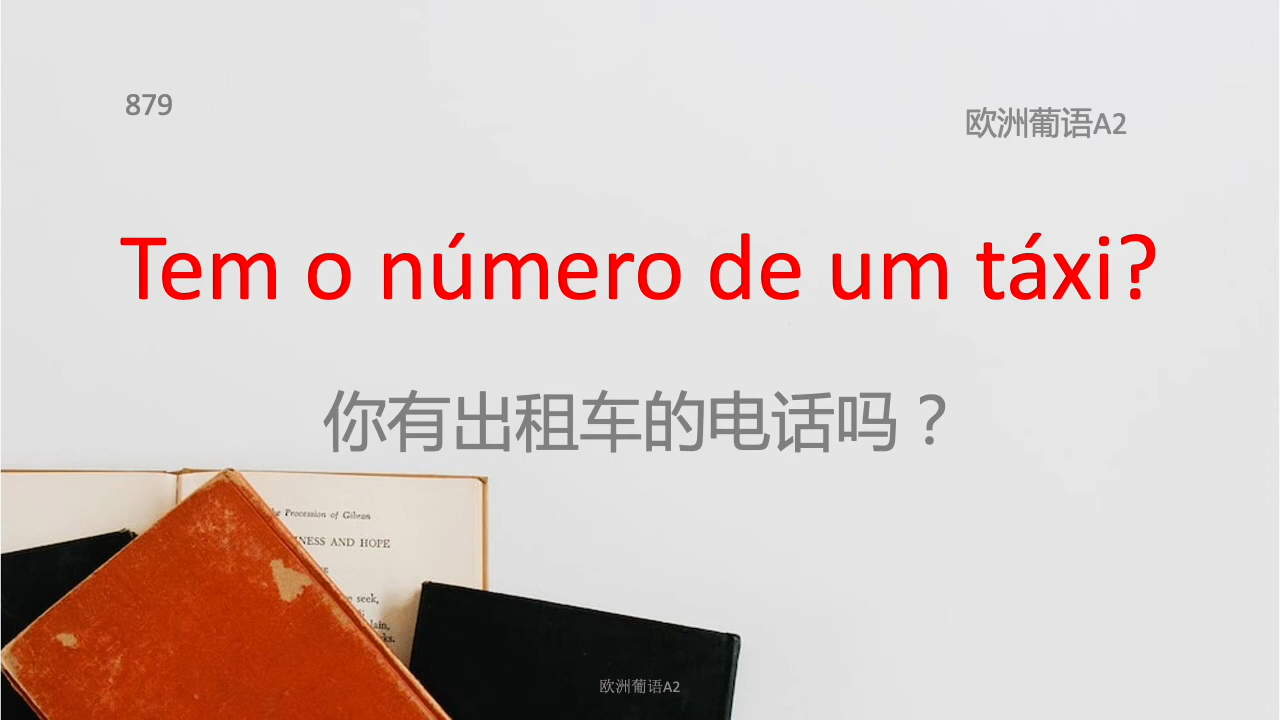 879
欧洲葡语A2
Tem o número de um táxi?
你有出租车的电话吗？
Procession of Gibran
NESS AND HOPE
seek,
lain,
欧洲葡语A2